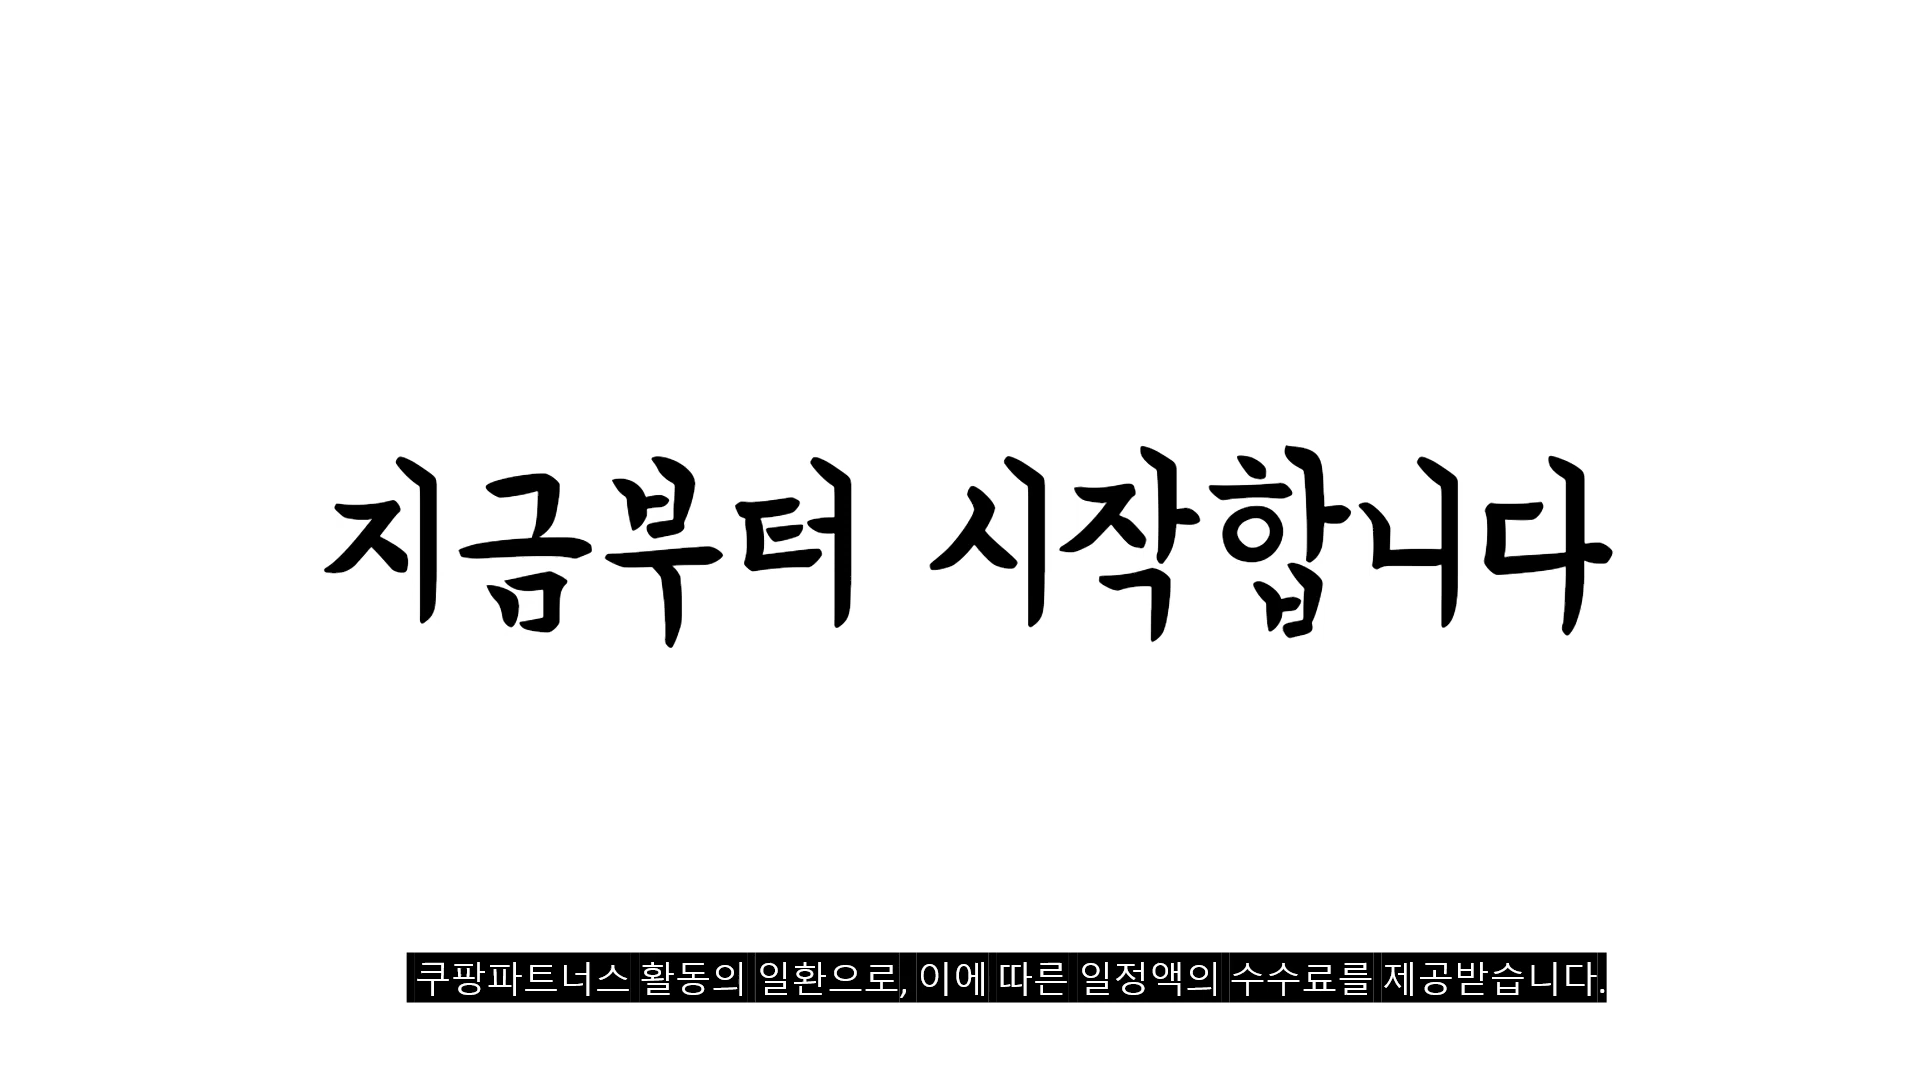 지금부터 시작합니다
쿠팡파트너스 활동의 일환으로, 이에 따른 일정액의 수수료를 제공받습니다.